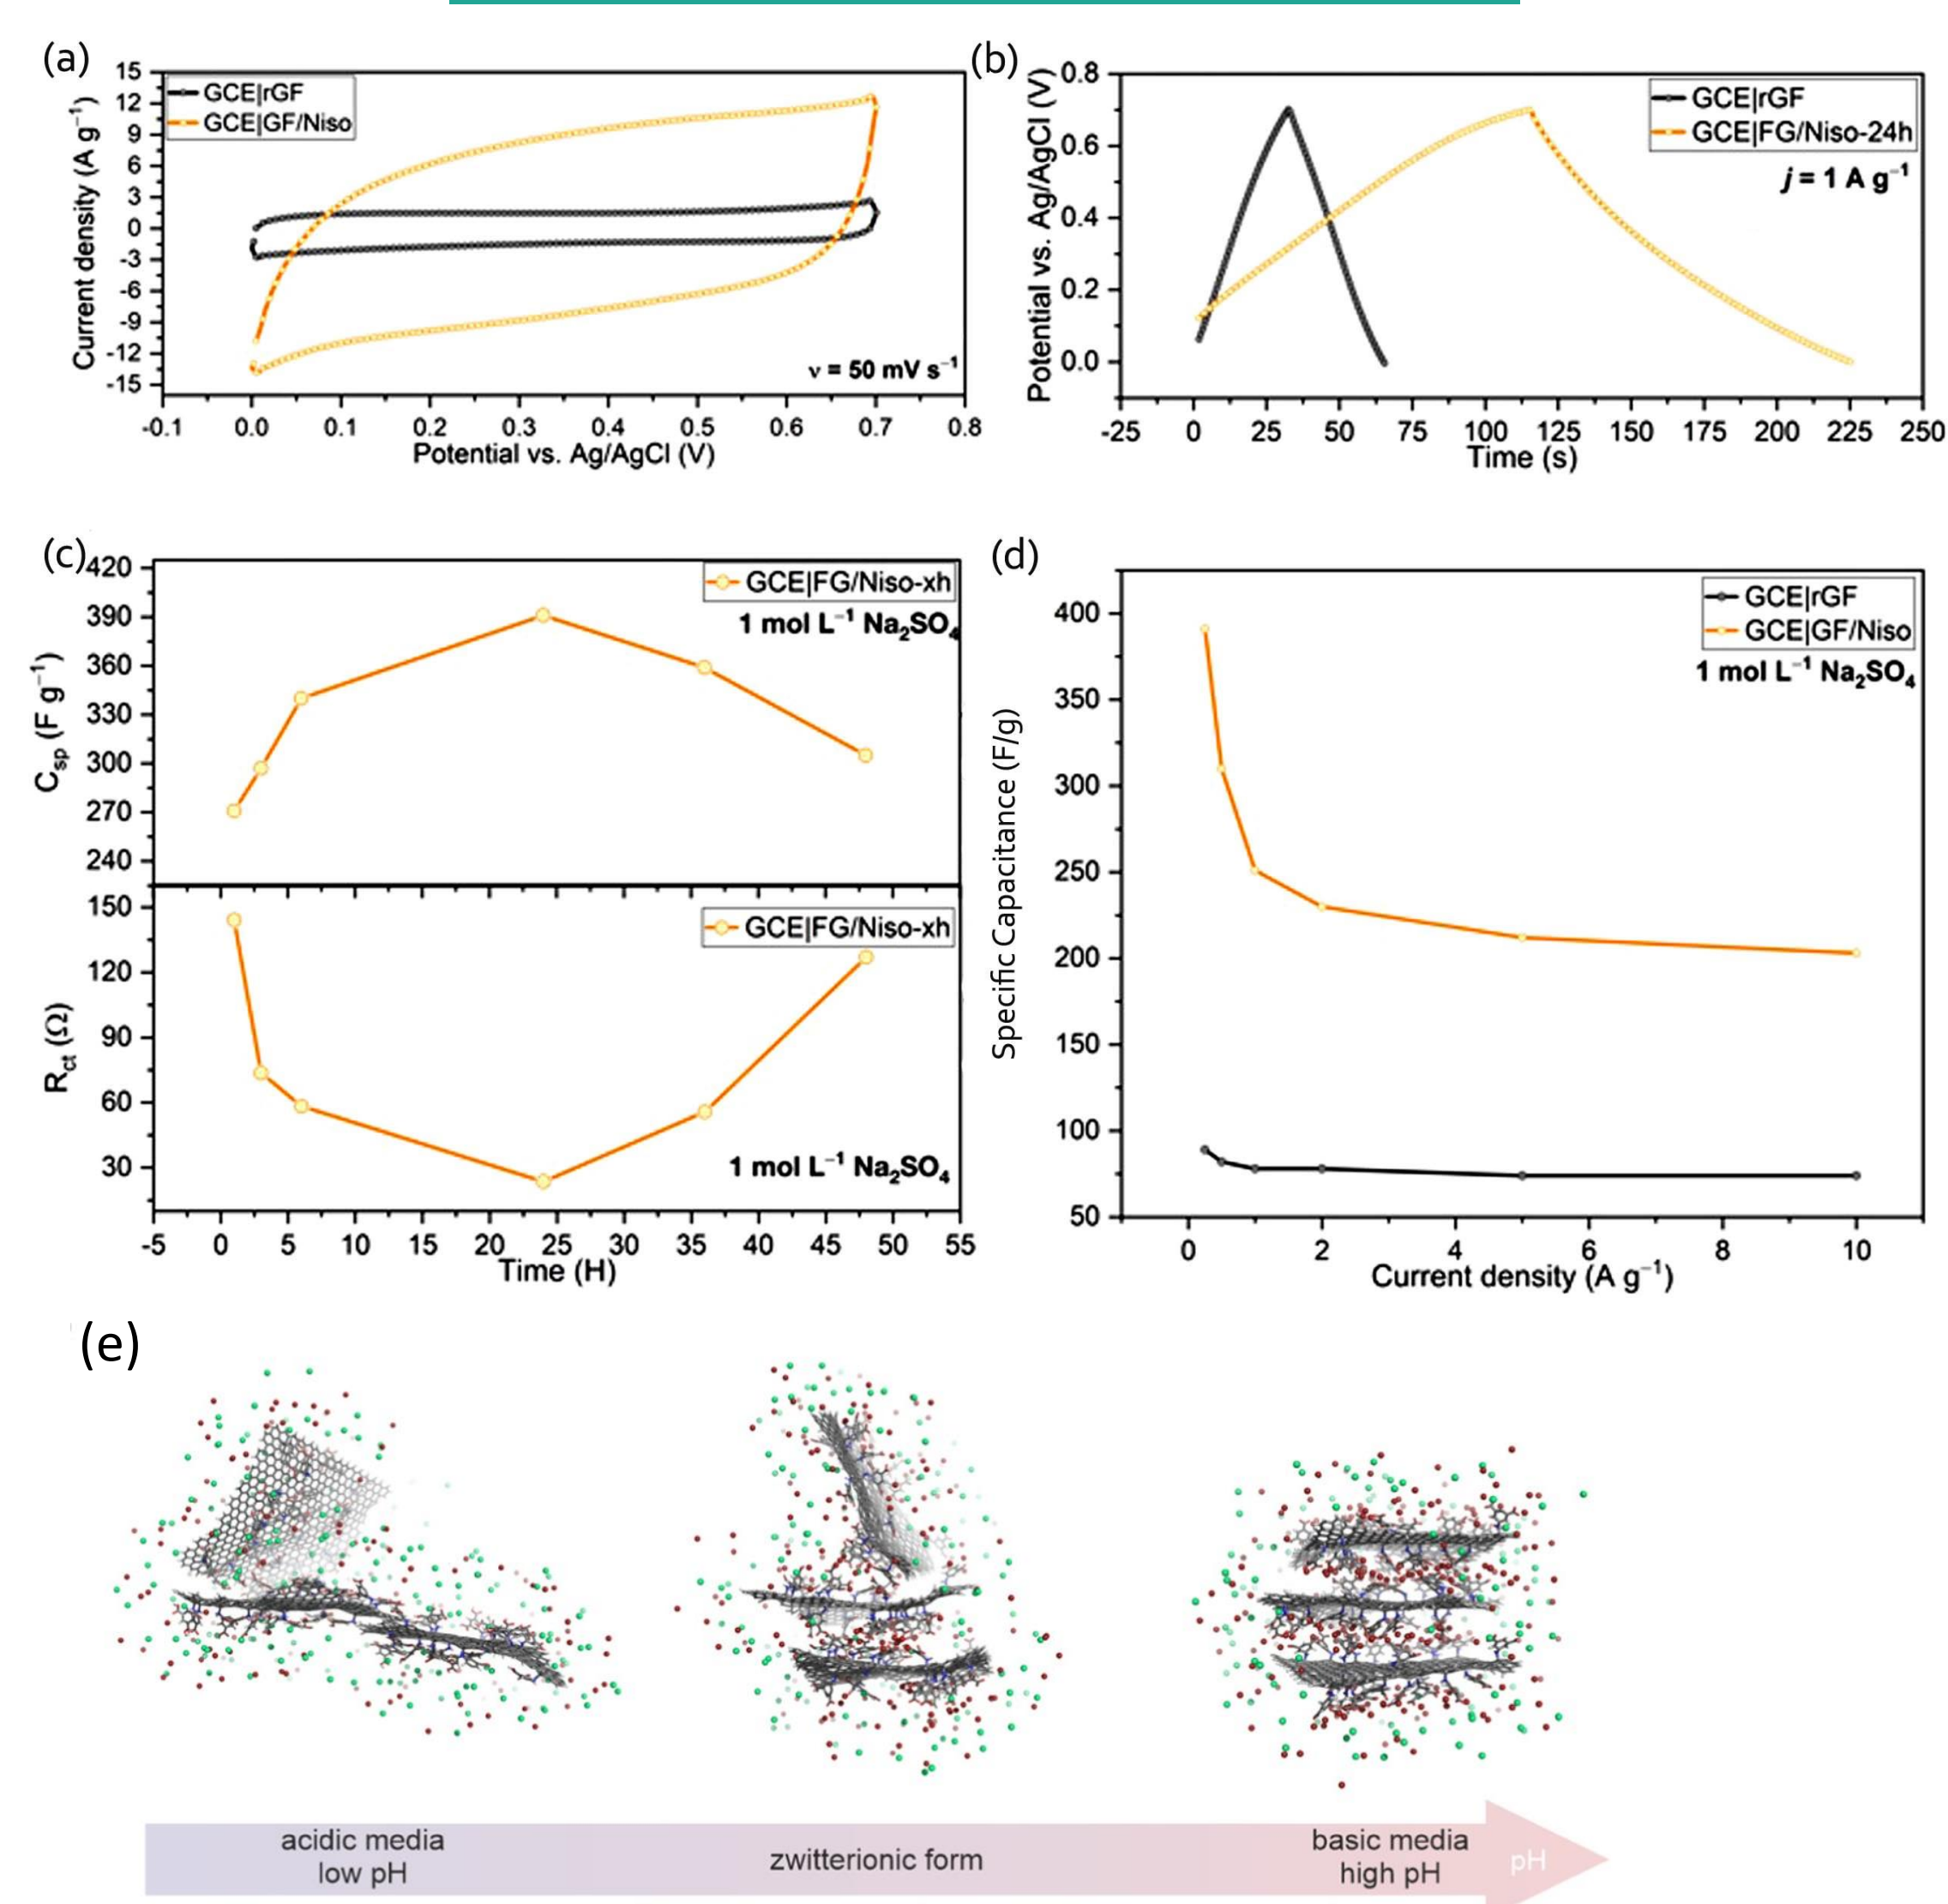 (a)
15
12
9
6
3
0
-3
-6
-9
-12
-15
Current density (A g⁻¹)
GCE|rGF
GCE|GF/Niso
ν = 50 mV s⁻¹
-0.1 0.0 0.1 0.2 0.3 0.4 0.5 0.6 0.7 0.8
Potential vs. Ag/AgCl (V)
(b)
0.8
0.6
0.4
0.2
0.0
Potential vs. Ag/AgCl (V)
GCE|rGF
GCE|FG/Niso-24h
j = 1 A g⁻¹
-25 0 25 50 75 100 125 150 175 200 225 250
Time (s)
(c)
420
390
360
330
300
270
240
Csp (F g⁻¹)
GCE|FG/Niso-xh
1 mol L⁻¹ Na₂SO₄
150
120
90
60
30
Rct (Ω)
GCE|FG/Niso-xh
1 mol L⁻¹ Na₂SO₄
-5 0 5 10 15 20 25 30 35 40 45 50 55
Time (H)
(d)
400
350
300
250
200
150
100
50
Specific Capacitance (F/g)
GCE|rGF
GCE|GF/Niso
1 mol L⁻¹ Na₂SO₄
0 2 4 6 8 10
Current density (A g⁻¹)
(e)
acidic media
low pH
zwitterionic form
basic media
high pH
pH